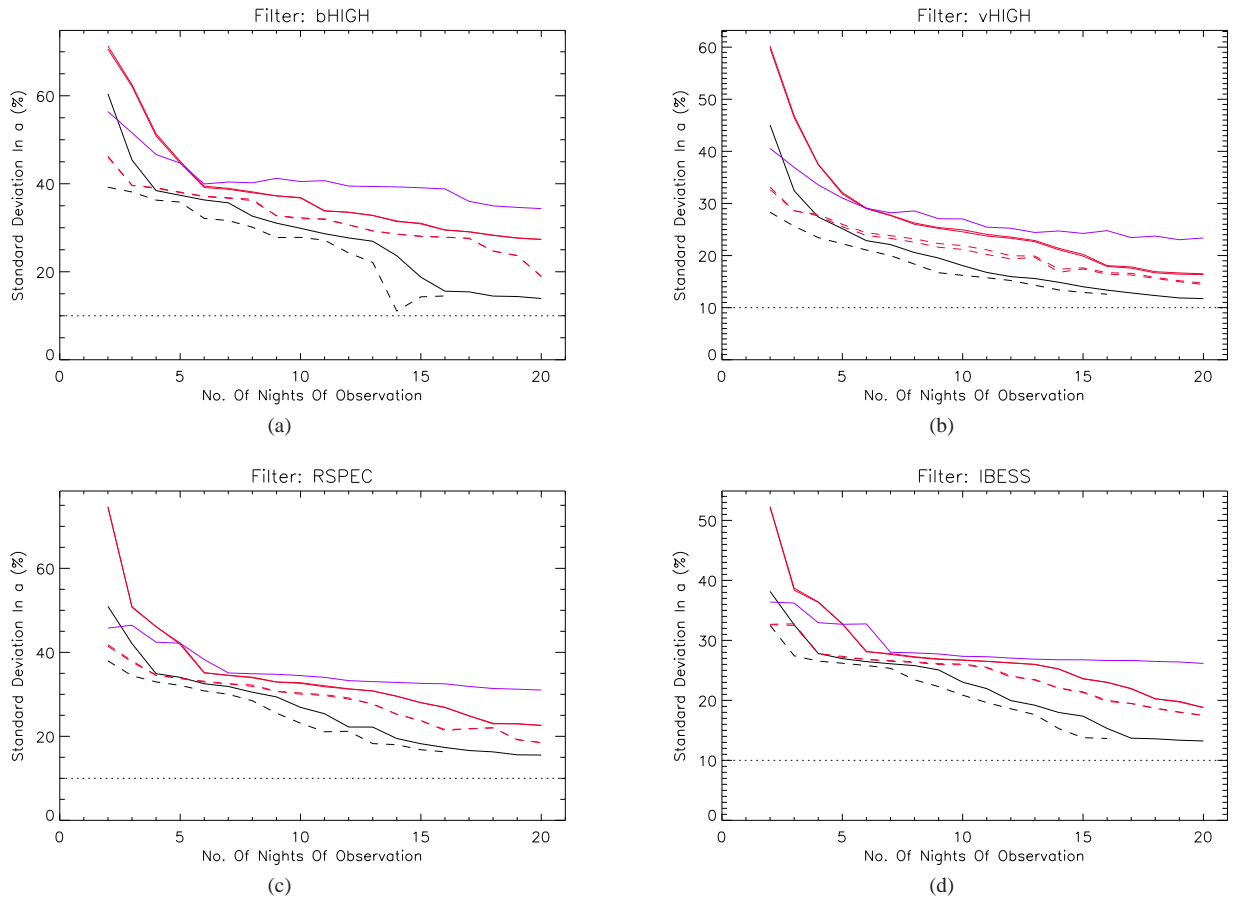 Filter: bHIGH
Standard Deviation In a (%)
60
40
20
0
0 5 10 15 20
No. Of Nights Of Observation
(a)
Filter: vHIGH
Standard Deviation In a (%)
60
50
40
30
20
10
0
0 5 10 15 20
No. Of Nights Of Observation
(b)
Filter: RSPEC
Standard Deviation In a (%)
60
40
20
0
0 5 10 15 20
No. Of Nights Of Observation
(c)
Filter: IBESS
Standard Deviation In a (%)
50
40
30
20
10
0
0 5 10 15 20
No. Of Nights Of Observation
(d)